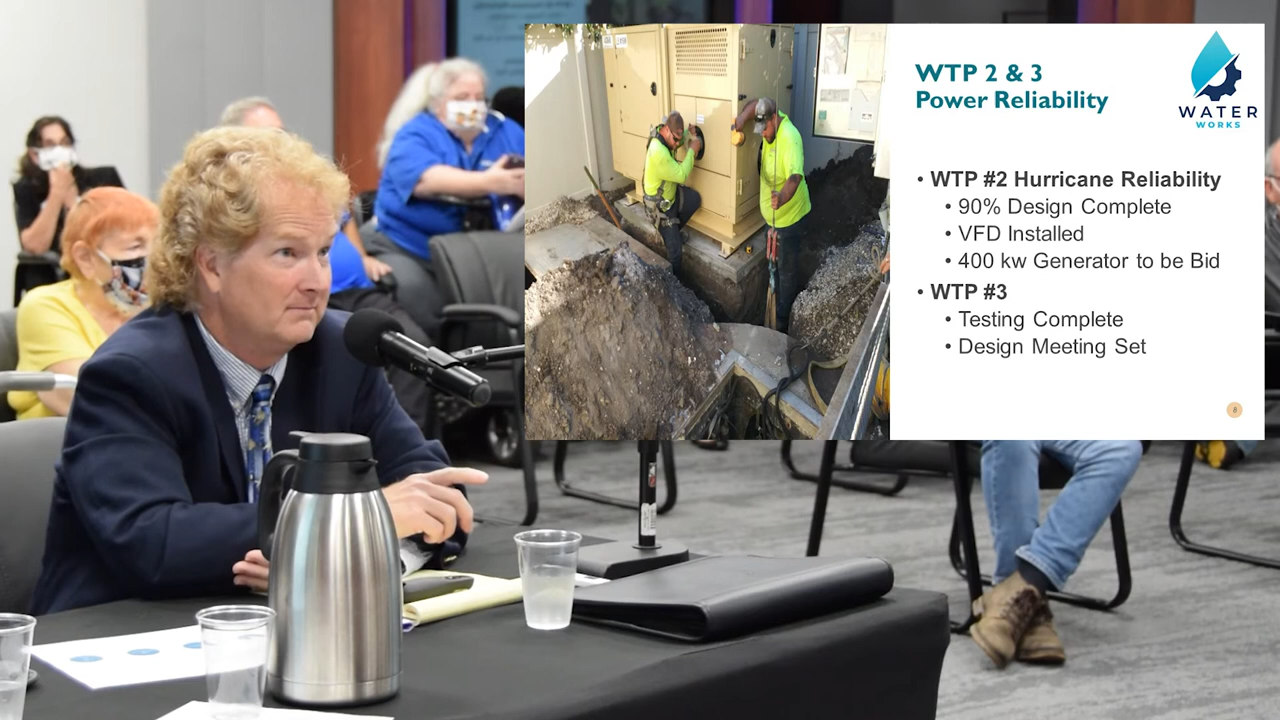 WTP 2 & 3
Power Reliability
WATER
WORKS
• WTP #2 Hurricane Reliability
• 90% Design Complete
• VFD Installed
• 400 kw Generator to be Bid
• WTP #3
• Testing Complete
• Design Meeting Set
8